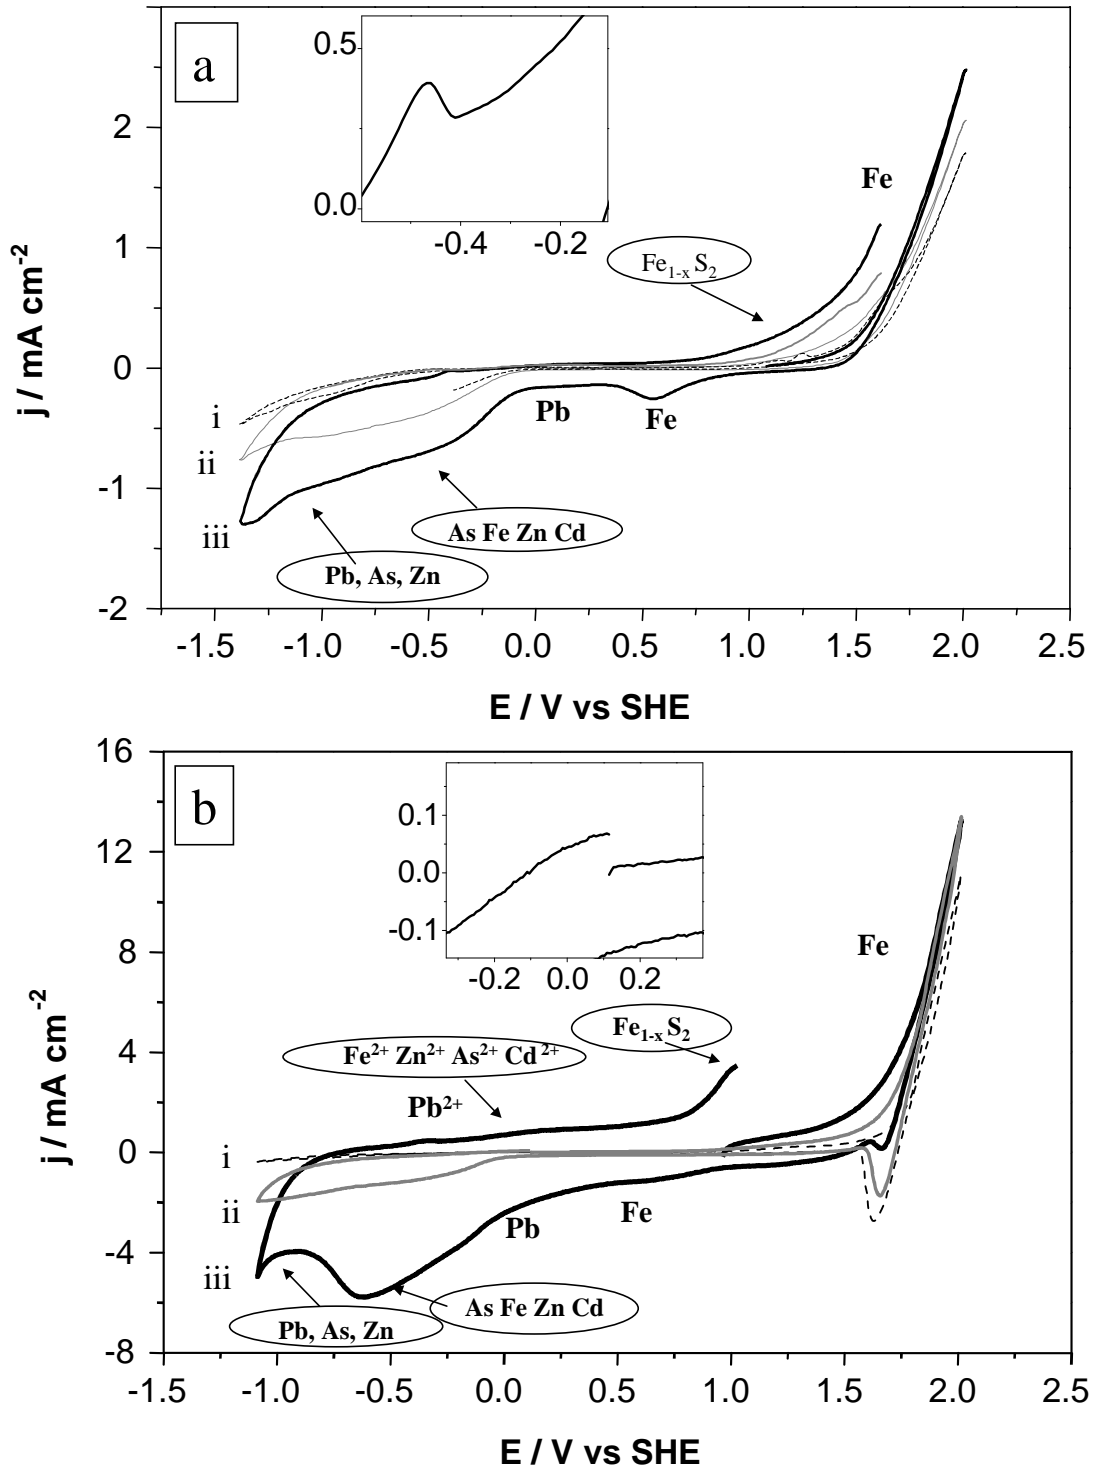 a
0.5
0.0
-0.4 -0.2
2
1
0
-1
-2
j / mA cm⁻²
Fe
Fe₁₋ₓ S₂
i
ii
iii
Pb
Fe
As Fe Zn Cd
Pb, As, Zn
-1.5 -1.0 -0.5 0.0 0.5 1.0 1.5 2.0 2.5
E / V vs SHE
b
16
12
8
4
0
-4
-8
j / mA cm⁻²
0.1
0.0
-0.1
-0.2 0.0 0.2
Fe
Fe₁₋ₓ S₂
Fe²⁺ Zn²⁺ As²⁺ Cd²⁺
Pb²⁺
i
ii
iii
Pb
Fe
As Fe Zn Cd
Pb, As, Zn
-1.5 -1.0 -0.5 0.0 0.5 1.0 1.5 2.0 2.5
E / V vs SHE